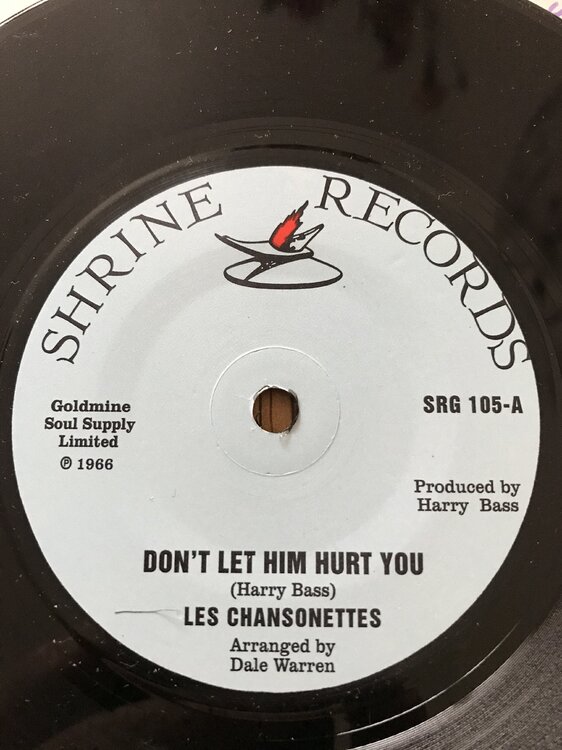 SHRINE RECORDS
Goldmine
Soul Supply
Limited
℗ 1966
SRG 105-A
Produced by
Harry Bass
DON'T LET HIM HURT YOU
(Harry Bass)
LES CHANSONETTES
Arranged by
Dale Warren